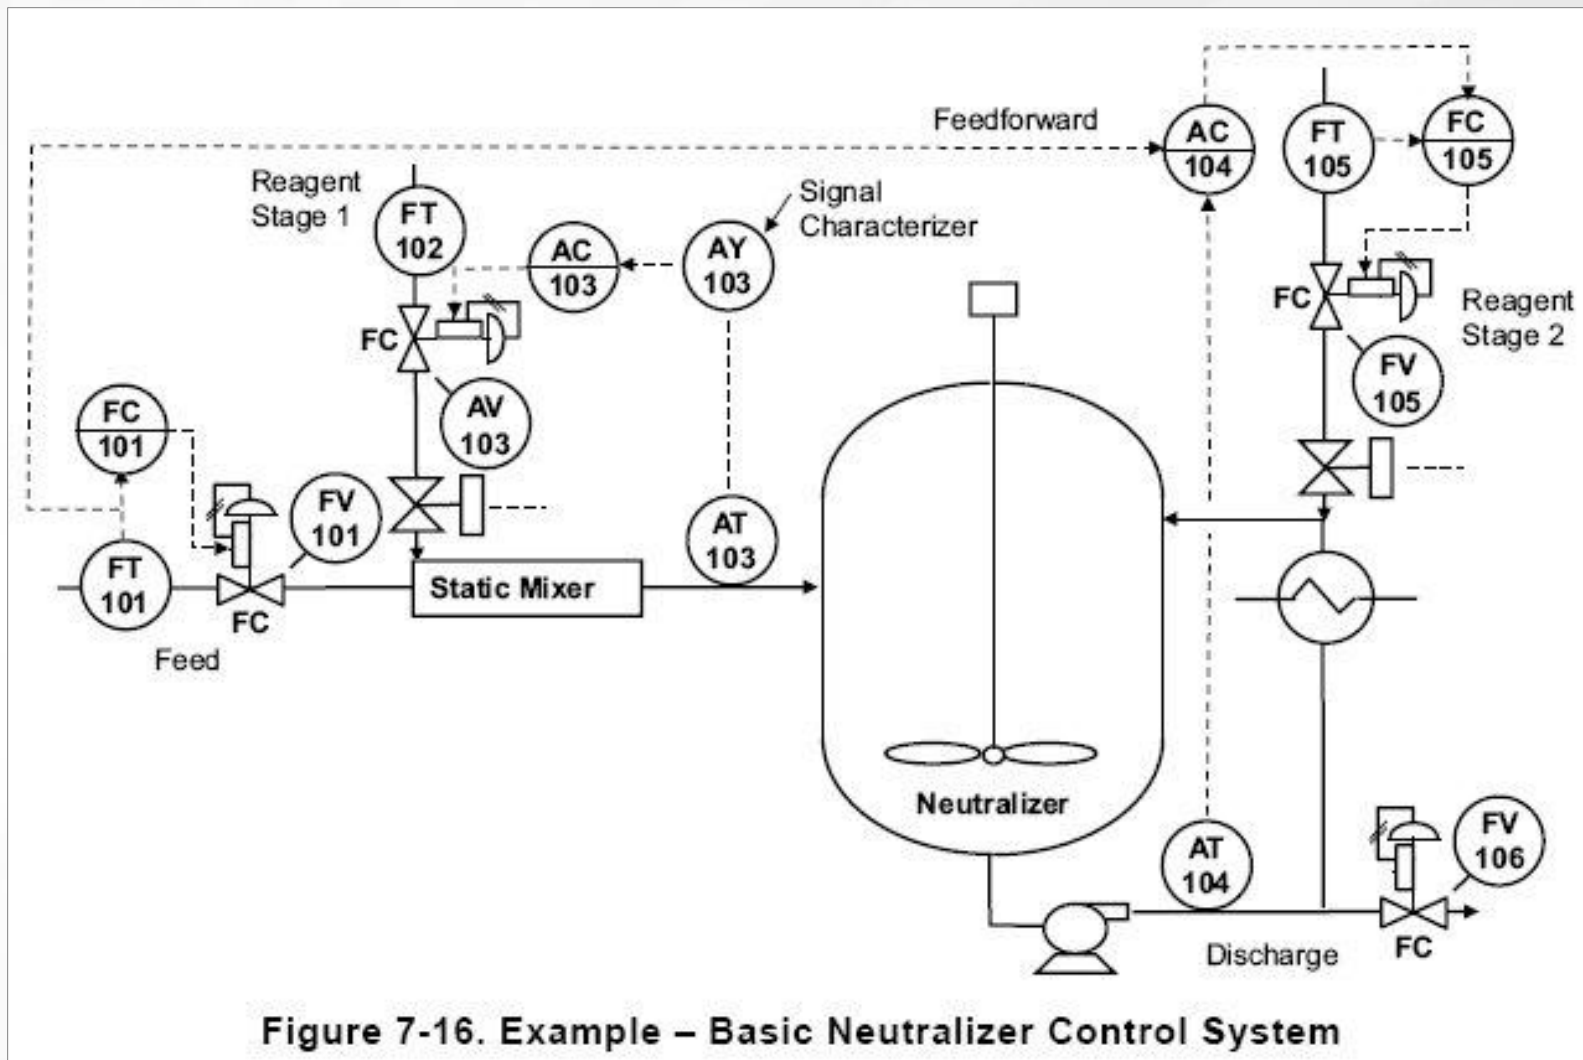 Feedforward
AC
104
FT
105
FC
105
Reagent
Stage 1
FT
102
AC
103
AY
103
Signal
Characterizer
FC
AV
103
FC
Reagent
Stage 2
FV
105
FC
101
FV
101
AT
103
FT
101
FC
Static Mixer
Feed
Neutralizer
AT
104
FV
106
FC
Discharge
Figure 7-16. Example – Basic Neutralizer Control System